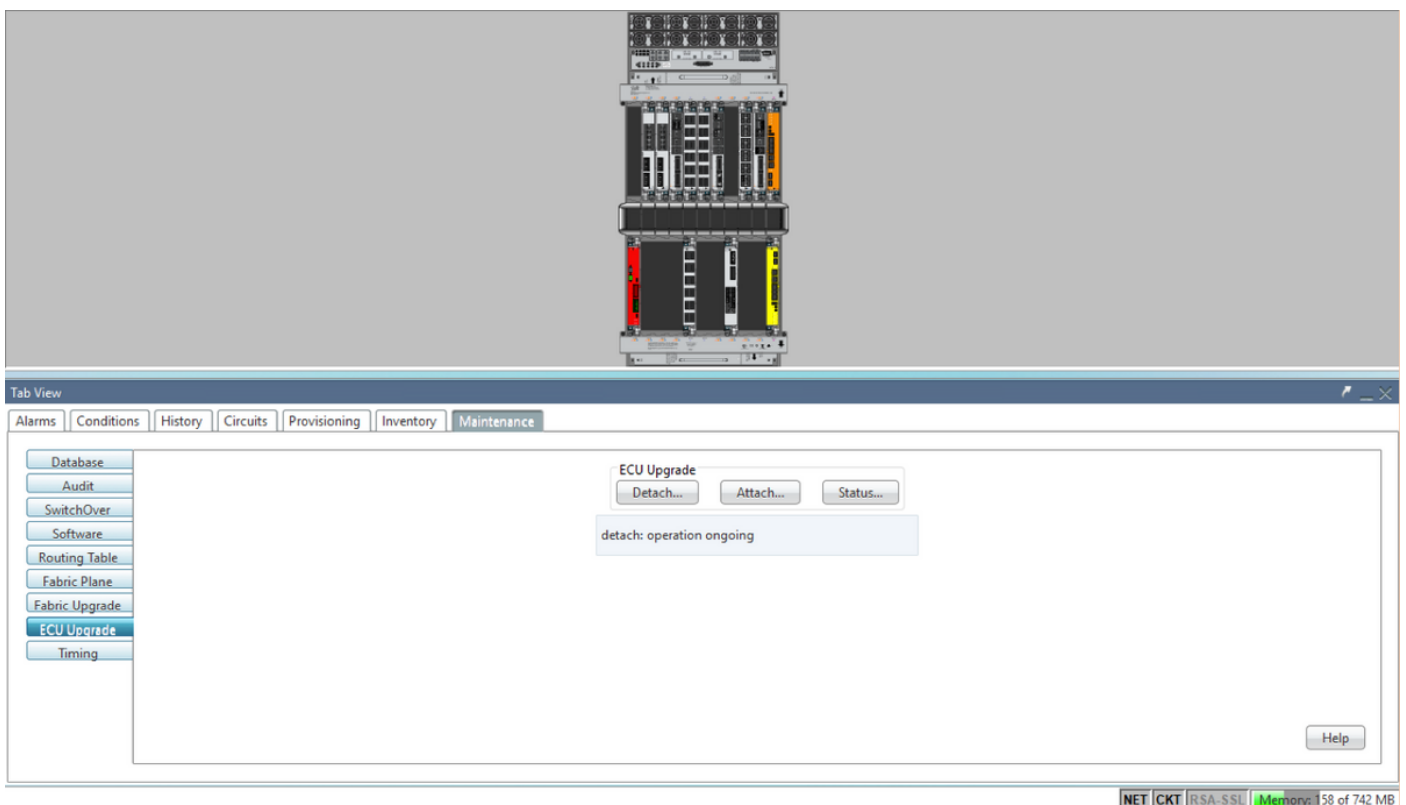 Tab View
Alarms Conditions History Circuits Provisioning Inventory Maintenance
Database
Audit
SwitchOver
Software
Routing Table
Fabric Plane
Fabric Upgrade
ECU Upgrade
Timing
ECU Upgrade
Detach... Attach... Status...
detach: operation ongoing
Help
NET CKT RSA-SSL Memory: 158 of 742 MB